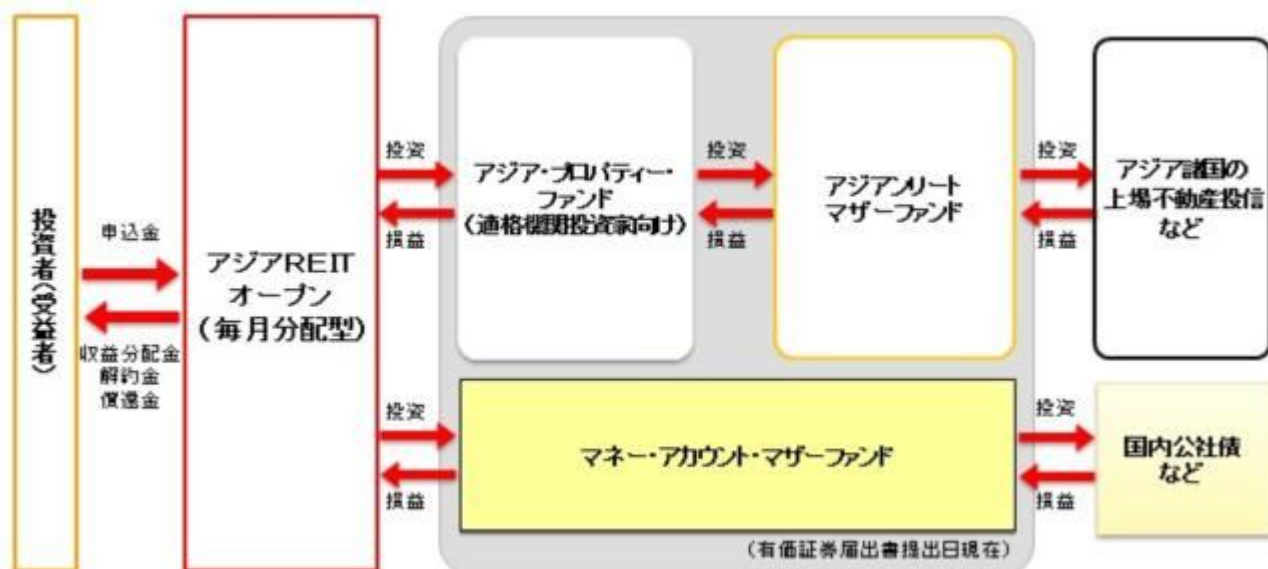 投資者(受益者)
申込金
収益分配金
解約金
償還金
アジアREIT
オープン
(毎月分配型)
投資
損益
アジア・プロパティー・
ファンド
(適格機関投資家向け)
投資
損益
アジアンリート
マザーファンド
投資
損益
アジア諸国の
上場不動産投信
など
投資
損益
マネー・アカウント・マザーファンド
投資
損益
国内公社債
など
(有価証券届出書提出日現在)